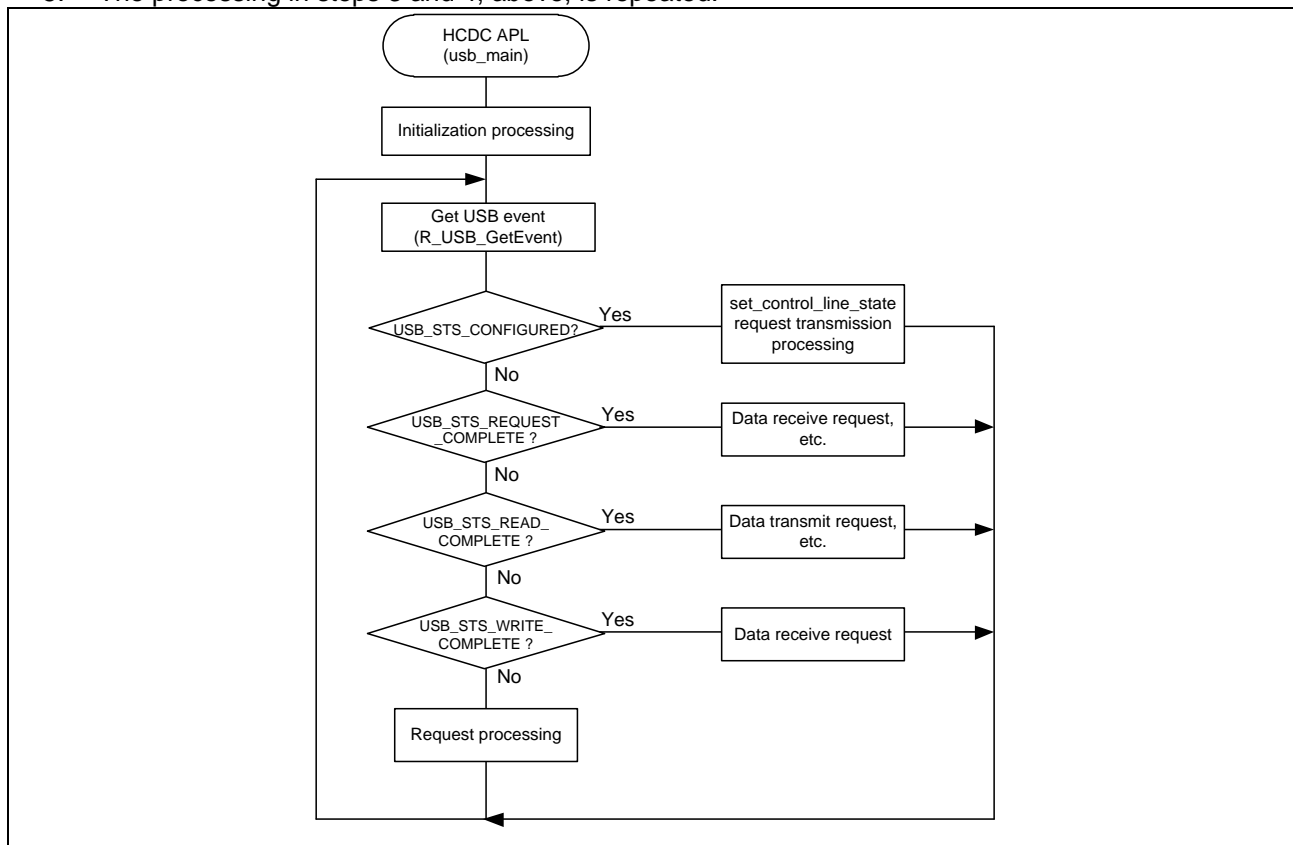 5. The processing in steps 3 and 4, above, is repeated.
HCDC APL
(usb_main)
Initialization processing
Get USB event
(R_USB_GetEvent)
USB_STS_CONFIGURED?
Yes
set_control_line_state
request transmission
processing
No
USB_STS_REQUEST
_COMPLETE ?
Yes
Data receive request,
etc.
No
USB_STS_READ_
COMPLETE ?
Yes
Data transmit request,
etc.
No
USB_STS_WRITE_
COMPLETE ?
Yes
Data receive request
No
Request processing